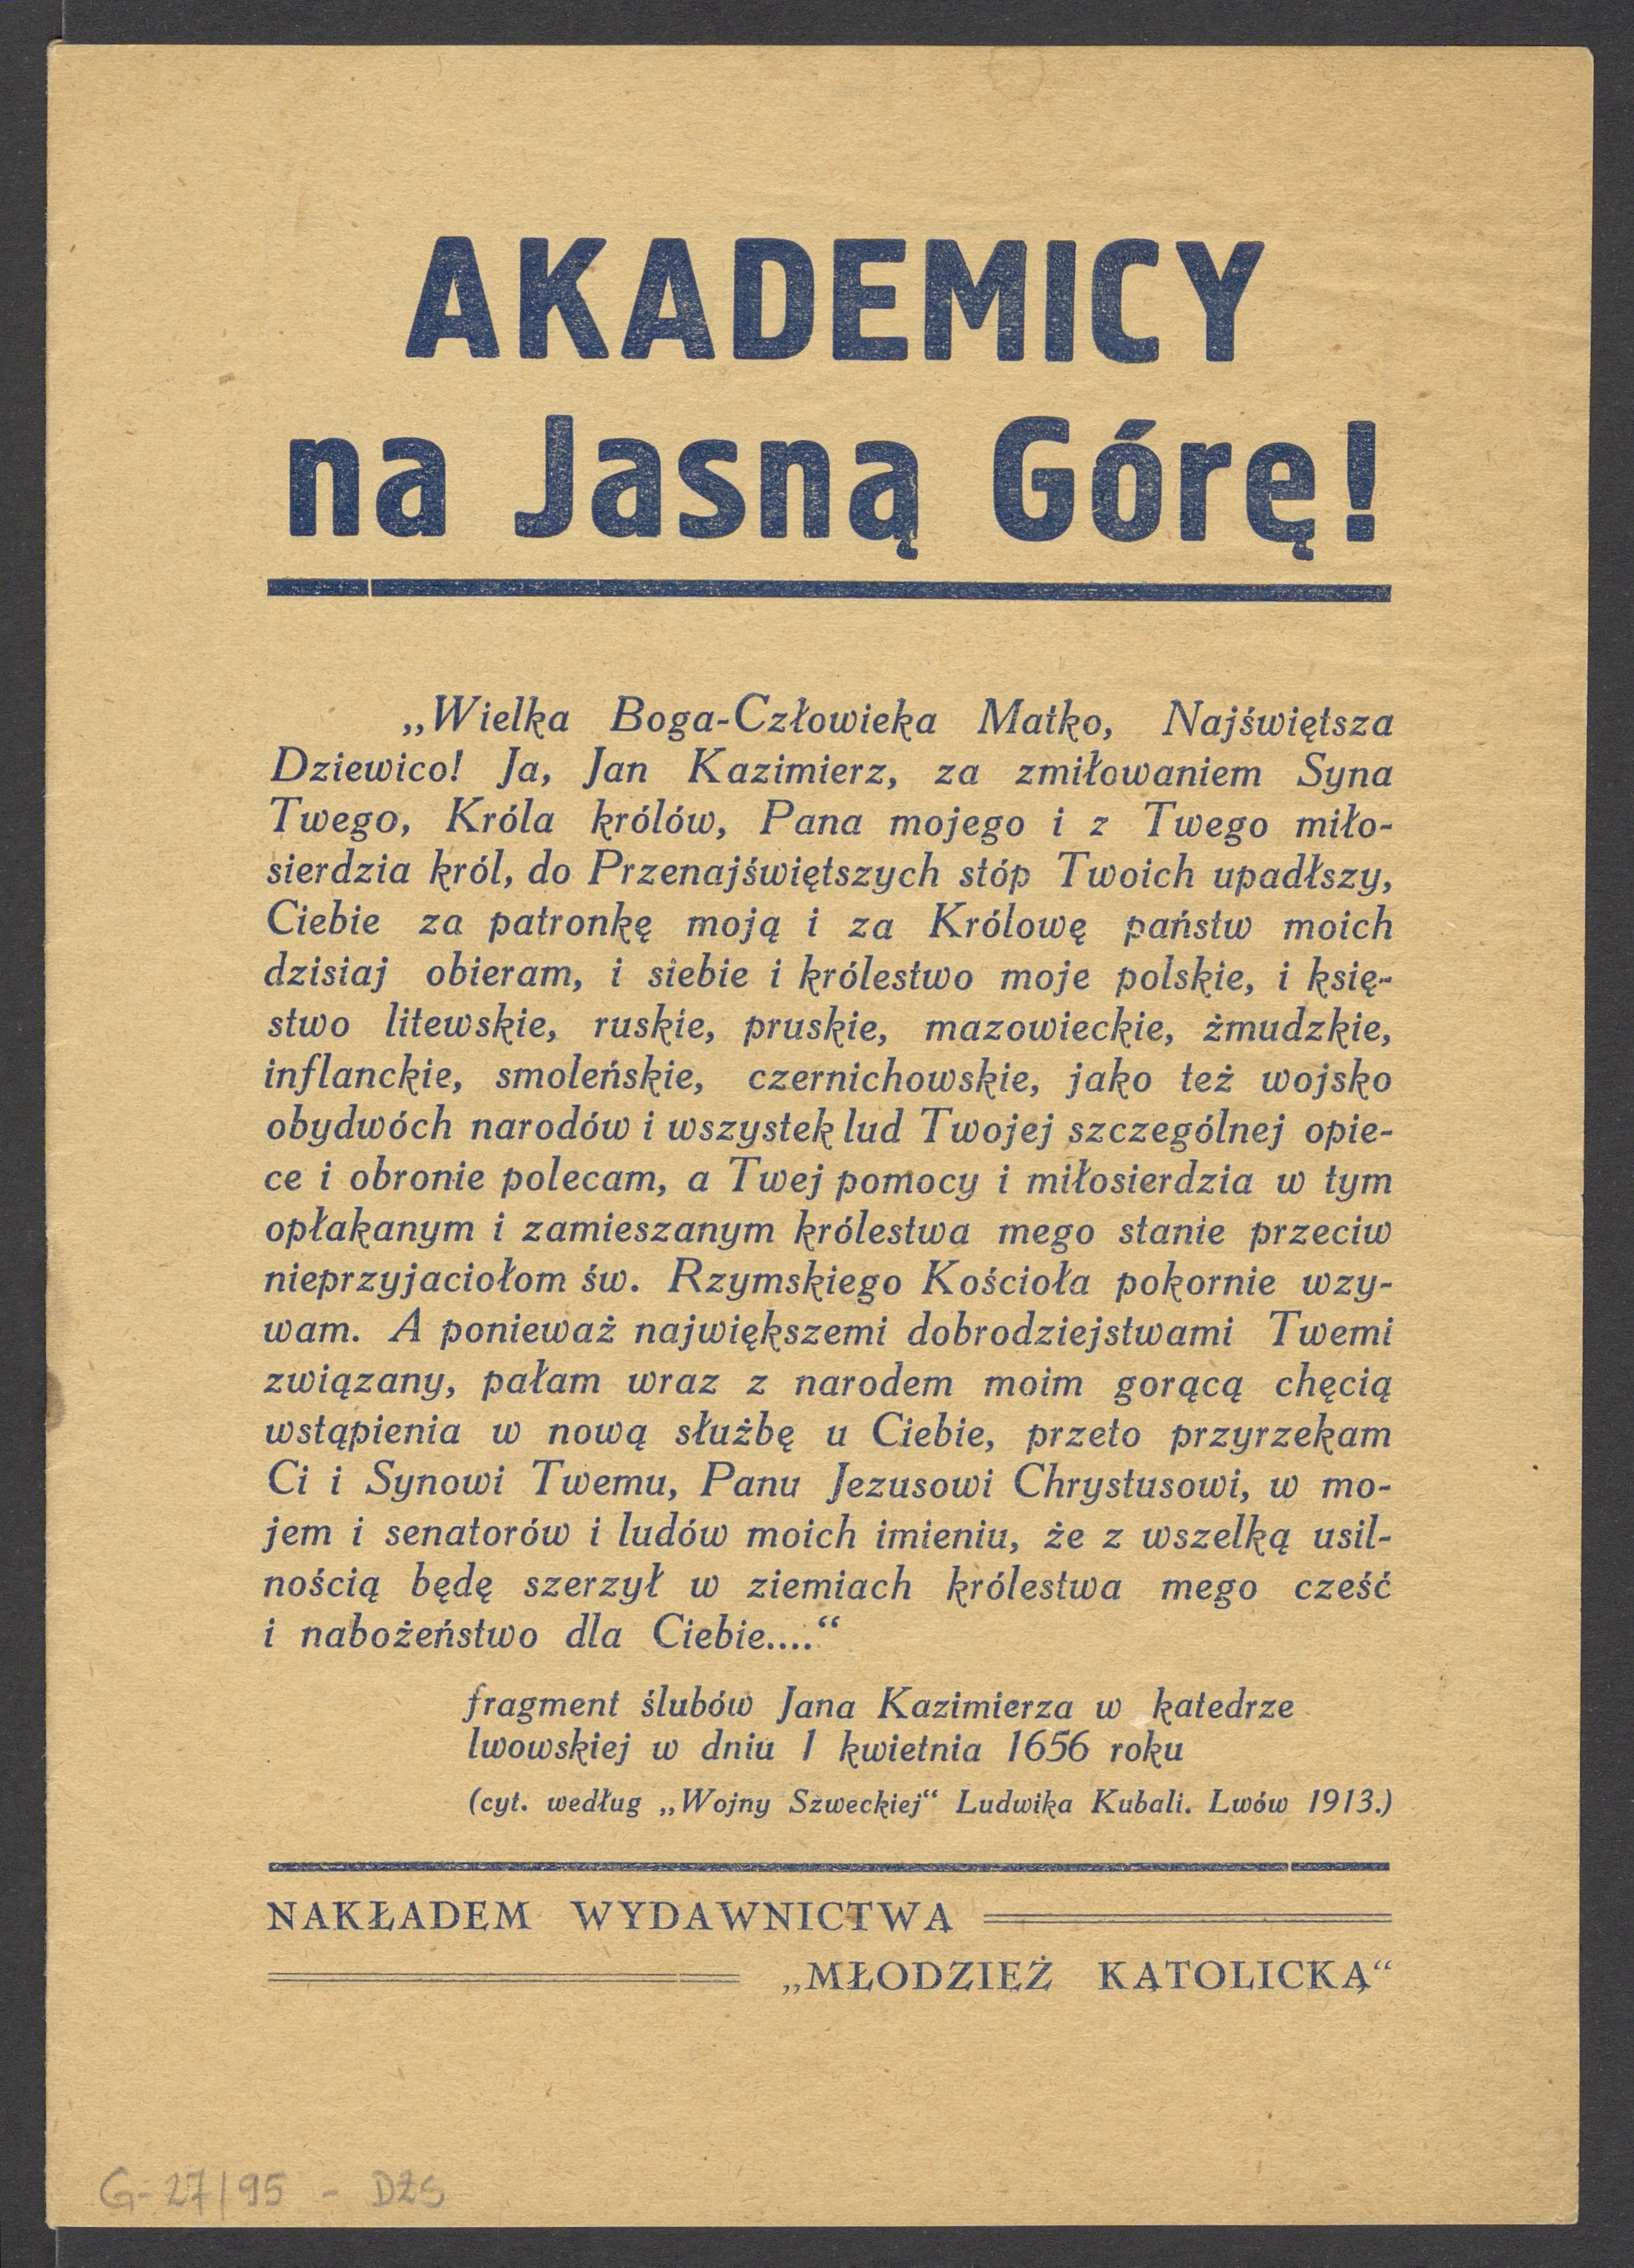 AKADEMICY
na Jasną Górę!
„Wielka Boga-Człowieka Matko, Najświętsza
Dziewico! Ja, Jan Kazimierz, za zmiłowaniem Syna
Twego, Króla królów, Pana mojego i z Twego miło-
sierdzia król, do Przenajświętszych stóp Twoich upadłszy,
Ciebie za patronkę moją i za Królowę państw moich
dzisiaj obieram, i siebie i królestwo moje polskie, i księ-
stwo litewskie, ruskie, pruskie, mazowieckie, żmudzkie,
inflanckie, smoleńskie, czernichowskie, jako też wojsko
obydwóch narodów i wszystek lud Twojej szczególnej opie-
ce i obronie polecam, a Twej pomocy i miłosierdzia w tym
opłakanym i zamieszanym królestwa mego stanie przeciw
nieprzyjaciołom św. Rzymskiego Kościoła pokornie wzy-
wam. A ponieważ największemi dobrodziejstwami Twemi
związany, pałam wraz z narodem moim gorącą chęcią
wstąpienia w nową służbę u Ciebie, przeto przyrzekam
Ci i Synowi Twemu, Panu Jezusowi Chrystusowi, w mo-
jem i senatorów i ludów moich imieniu, że z wszelką usil-
nością będę szerzył w ziemiach królestwa mego cześć
i nabożeństwo dla Ciebie....“
fragment ślubów Jana Kazimierza w katedrze
lwowskiej w dniu 1 kwietnia 1656 roku
(cyt. według „Wojny Szweckiej“ Ludwika Kubali. Lwów 1913.)
NAKŁADEM WYDAWNICTWA
„MŁODZIEŻ KATOLICKA“
G-27/95 - DŻS